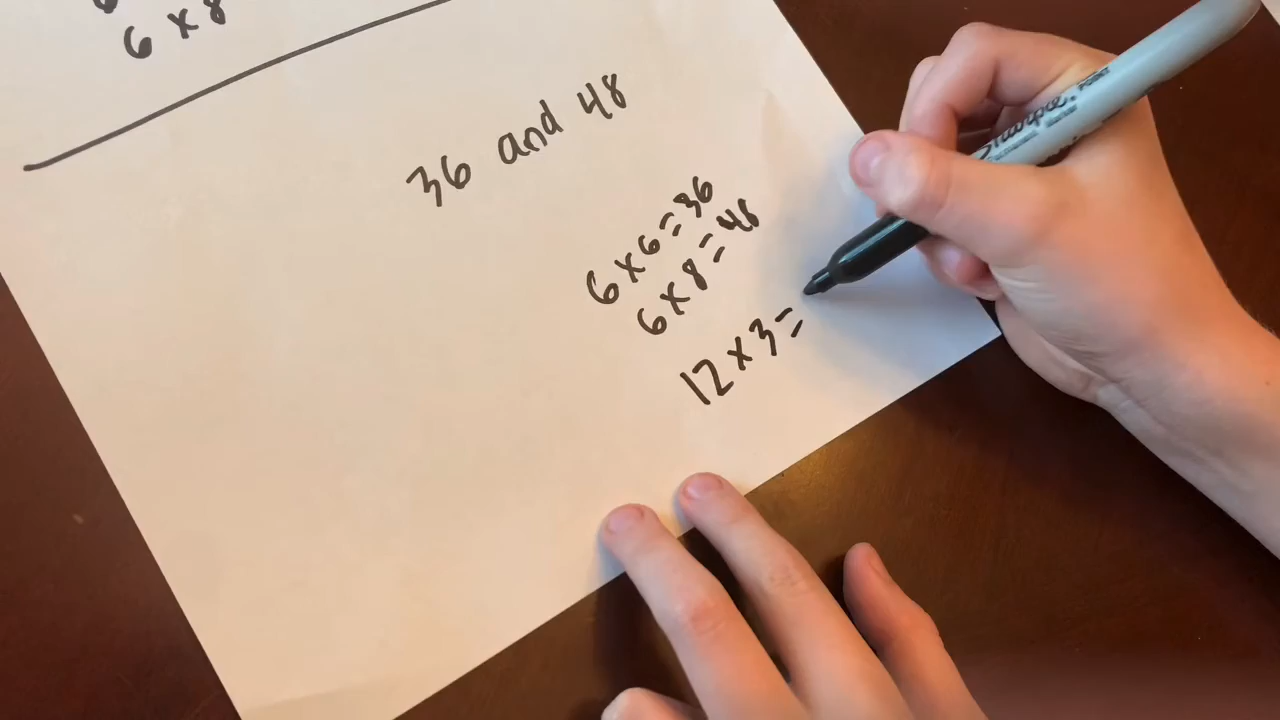 6 x 8
36 and 48
6 x 6 = 36
6 x 8 = 48
12 x 3 =
Sharpie.